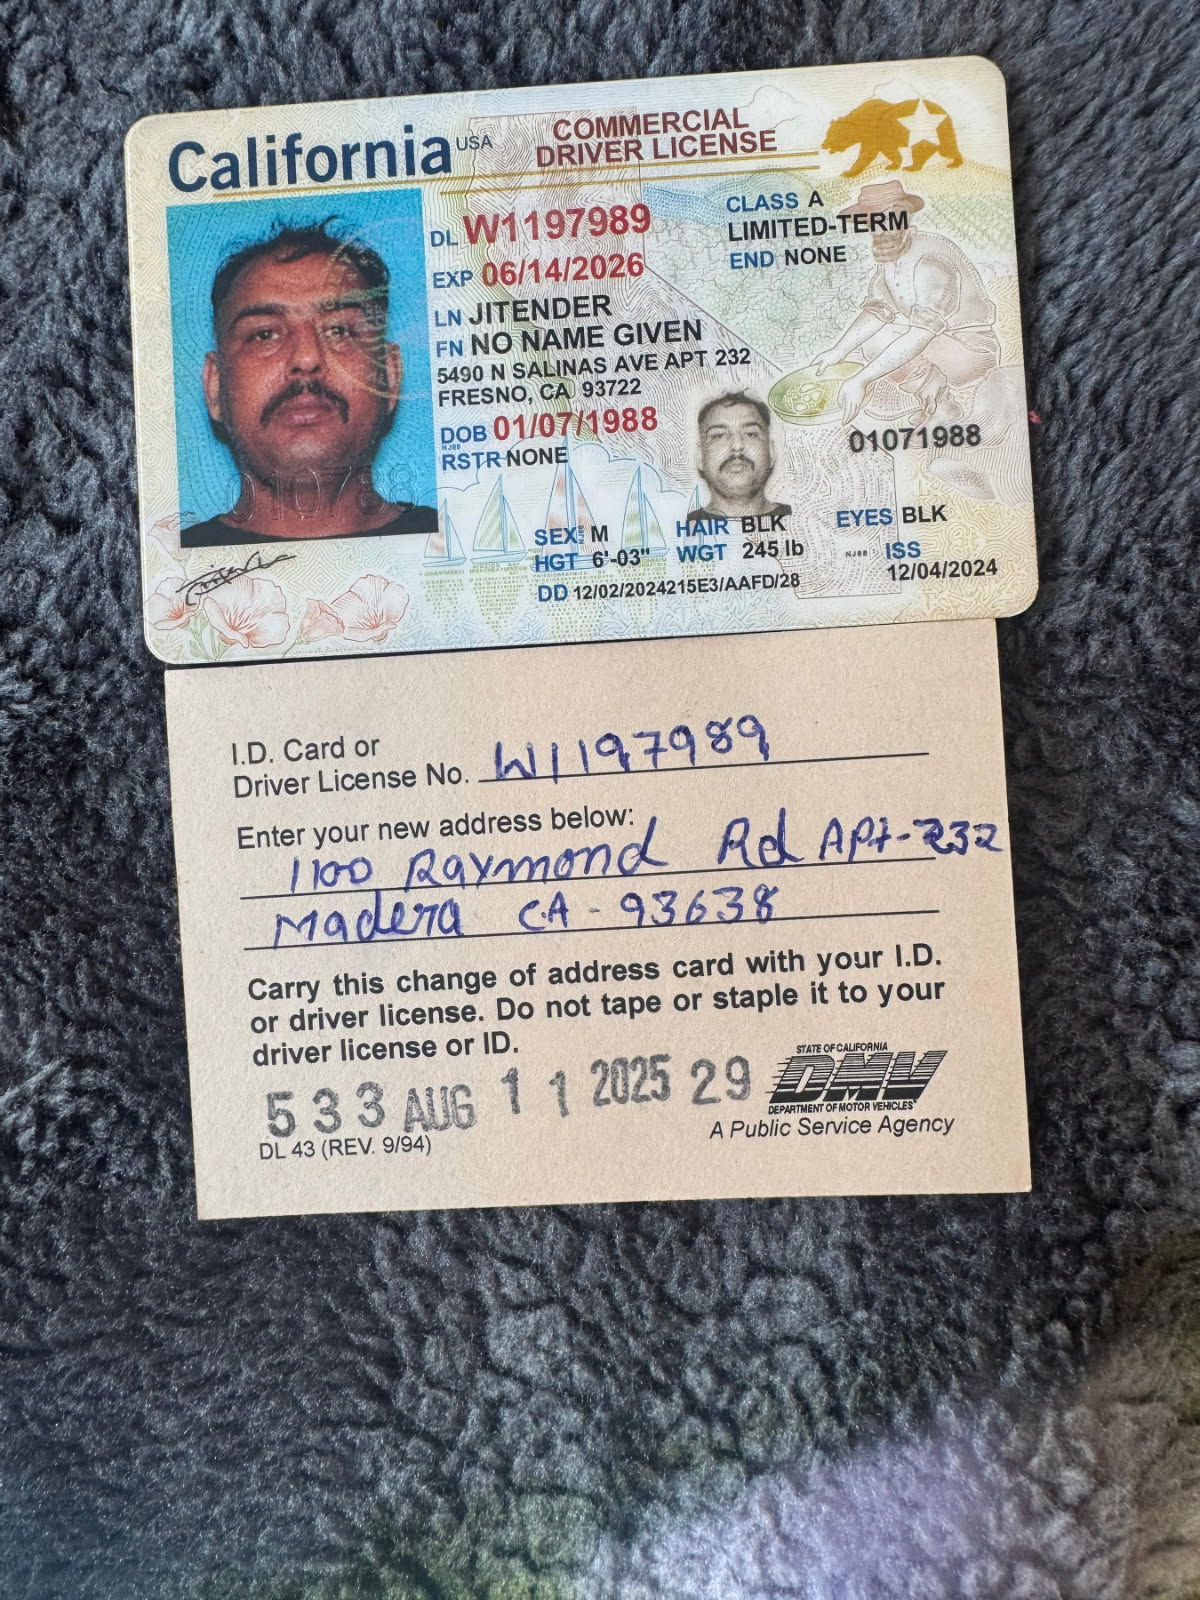 California USA COMMERCIAL DRIVER LICENSE
DL W1197989
CLASS A
LIMITED-TERM
END NONE
EXP 06/14/2026
LN JITENDER
FN NO NAME GIVEN
5490 N SALINAS AVE APT 232
FRESNO, CA 93722
DOB 01/07/1988
NJ88
RSTR NONE
01071988
010788
SEX M
HAIR BLK
EYES BLK
HGT 6'-03"
WGT 245 lb
NJ88
ISS
12/04/2024
DD 12/02/2024215E3/AAFD/28
I.D. Card or
Driver License No. W1197989
Enter your new address below:
1100 Raymond Rd APt-232
Madera CA - 93638
Carry this change of address card with your I.D.
or driver license. Do not tape or staple it to your
driver license or ID.
533 AUG 11 2025 29
STATE OF CALIFORNIA
DMV
DEPARTMENT OF MOTOR VEHICLES
A Public Service Agency
DL 43 (REV. 9/94)